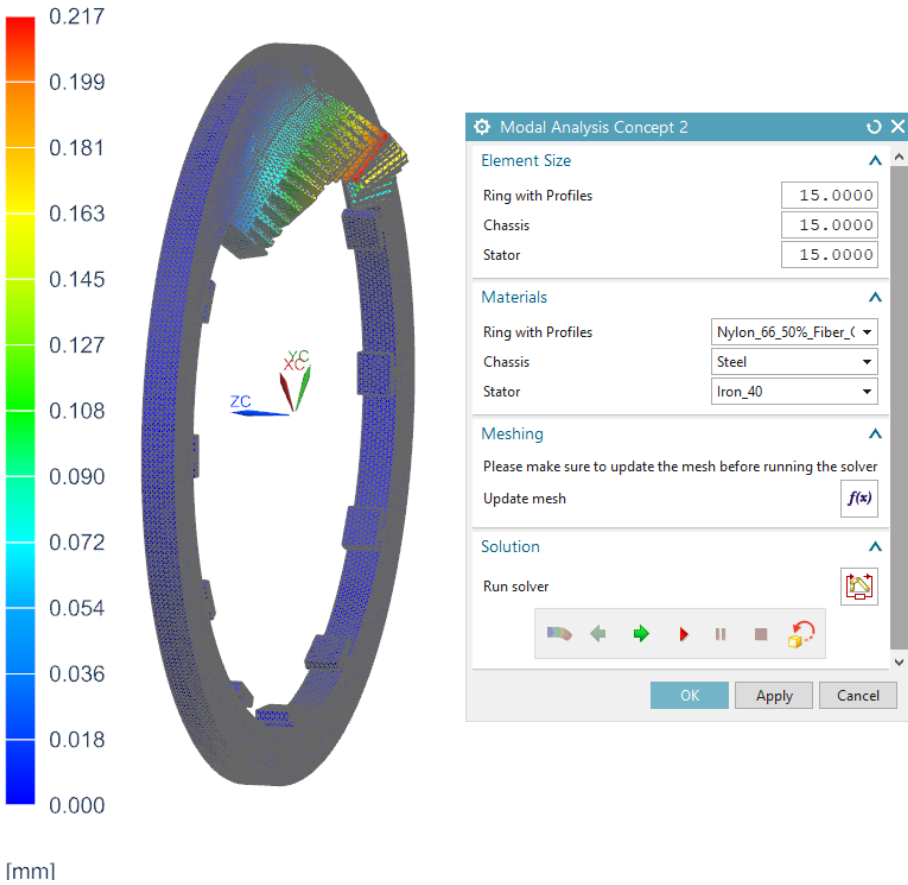 0.217
0.199
0.181
0.163
0.145
0.127
0.108
0.090
0.072
0.054
0.036
0.018
0.000
[mm]
YC
XC
ZC
Modal Analysis Concept 2
Element Size
Ring with Profiles 15.0000
Chassis 15.0000
Stator 15.0000
Materials
Ring with Profiles Nylon_66_50%_Fiber_(
Chassis Steel
Stator Iron_40
Meshing
Please make sure to update the mesh before running the solver
Update mesh f(x)
Solution
Run solver
OK Apply Cancel